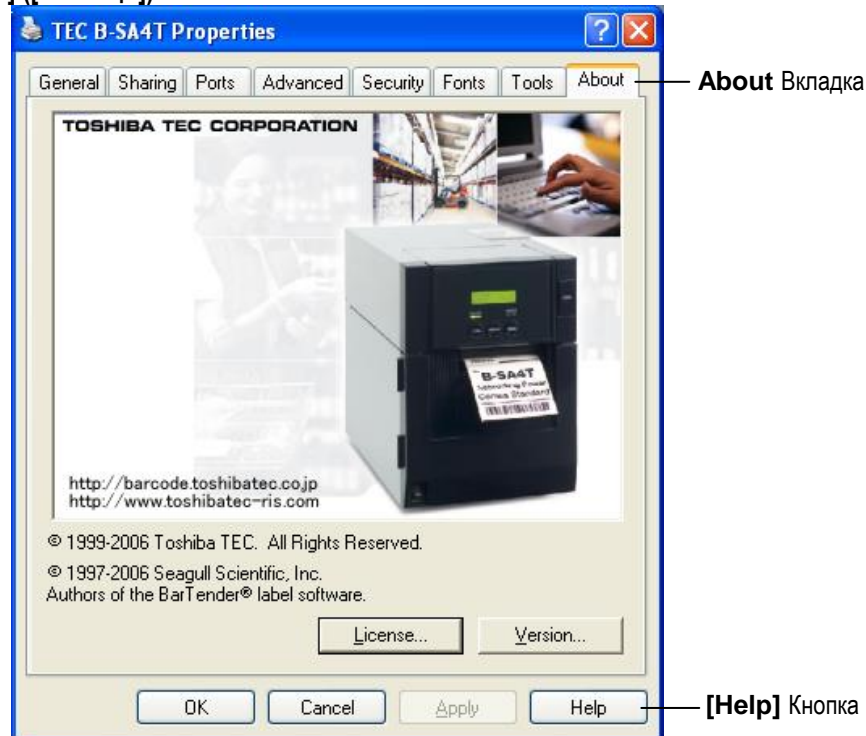 TEC B-SA4T Properties
General Sharing Ports Advanced Security Fonts Tools About
About Вкладка
TOSHIBA TEC CORPORATION
B-SA4T
http://barcode.toshibatec.co.jp
http://www.toshibatec-ris.com
© 1999-2006 Toshiba TEC. All Rights Reserved.
© 1997-2006 Seagull Scientific, Inc.
Authors of the BarTender® label software.
License... Version...
OK Cancel Apply Help
[Help] Кнопка